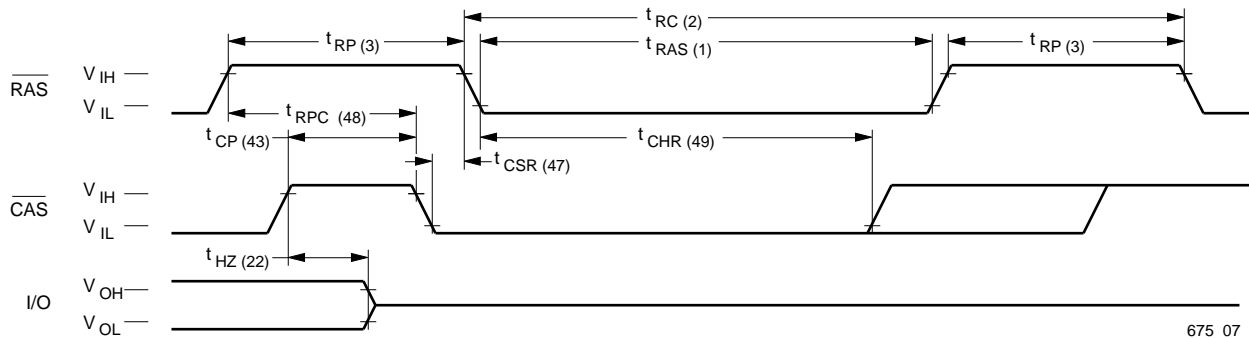 t RC (2)
t RP (3)
t RAS (1)
t RP (3)
RAS
V IH
V IL
t RPC (48)
t CP (43)
t CHR (49)
t CSR (47)
CAS
V IH
V IL
t HZ (22)
I/O
V OH
V OL
675 07